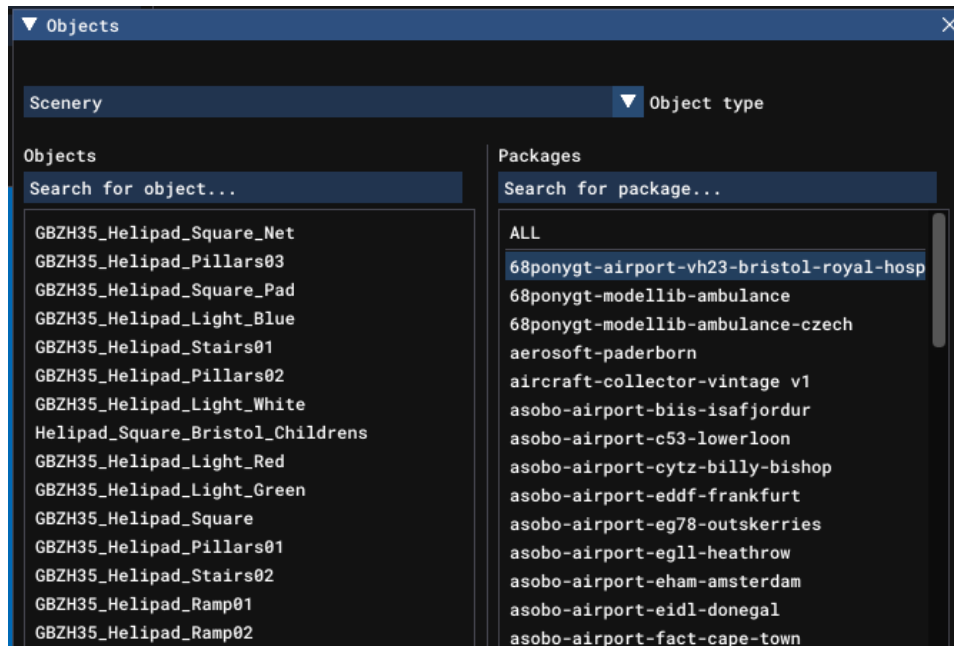 Objects
Scenery
Object type
Objects
Search for object...
GBZH35_Helipad_Square_Net
GBZH35_Helipad_Pillars03
GBZH35_Helipad_Square_Pad
GBZH35_Helipad_Light_Blue
GBZH35_Helipad_Stairs01
GBZH35_Helipad_Pillars02
GBZH35_Helipad_Light_White
Helipad_Square_Bristol_Childrens
GBZH35_Helipad_Light_Red
GBZH35_Helipad_Light_Green
GBZH35_Helipad_Square
GBZH35_Helipad_Pillars01
GBZH35_Helipad_Stairs02
GBZH35_Helipad_Ramp01
GBZH35_Helipad_Ramp02
Packages
Search for package...
ALL
68ponygt-airport-vh23-bristol-royal-hosp
68ponygt-modellib-ambulance
68ponygt-modellib-ambulance-czech
aerosoft-paderborn
aircraft-collector-vintage v1
asobo-airport-biis-isafjordur
asobo-airport-c53-lowerloon
asobo-airport-cytz-billy-bishop
asobo-airport-eddf-frankfurt
asobo-airport-eg78-outskerries
asobo-airport-egll-heathrow
asobo-airport-eham-amsterdam
asobo-airport-eidl-donegal
asobo-airport-fact-cape-town